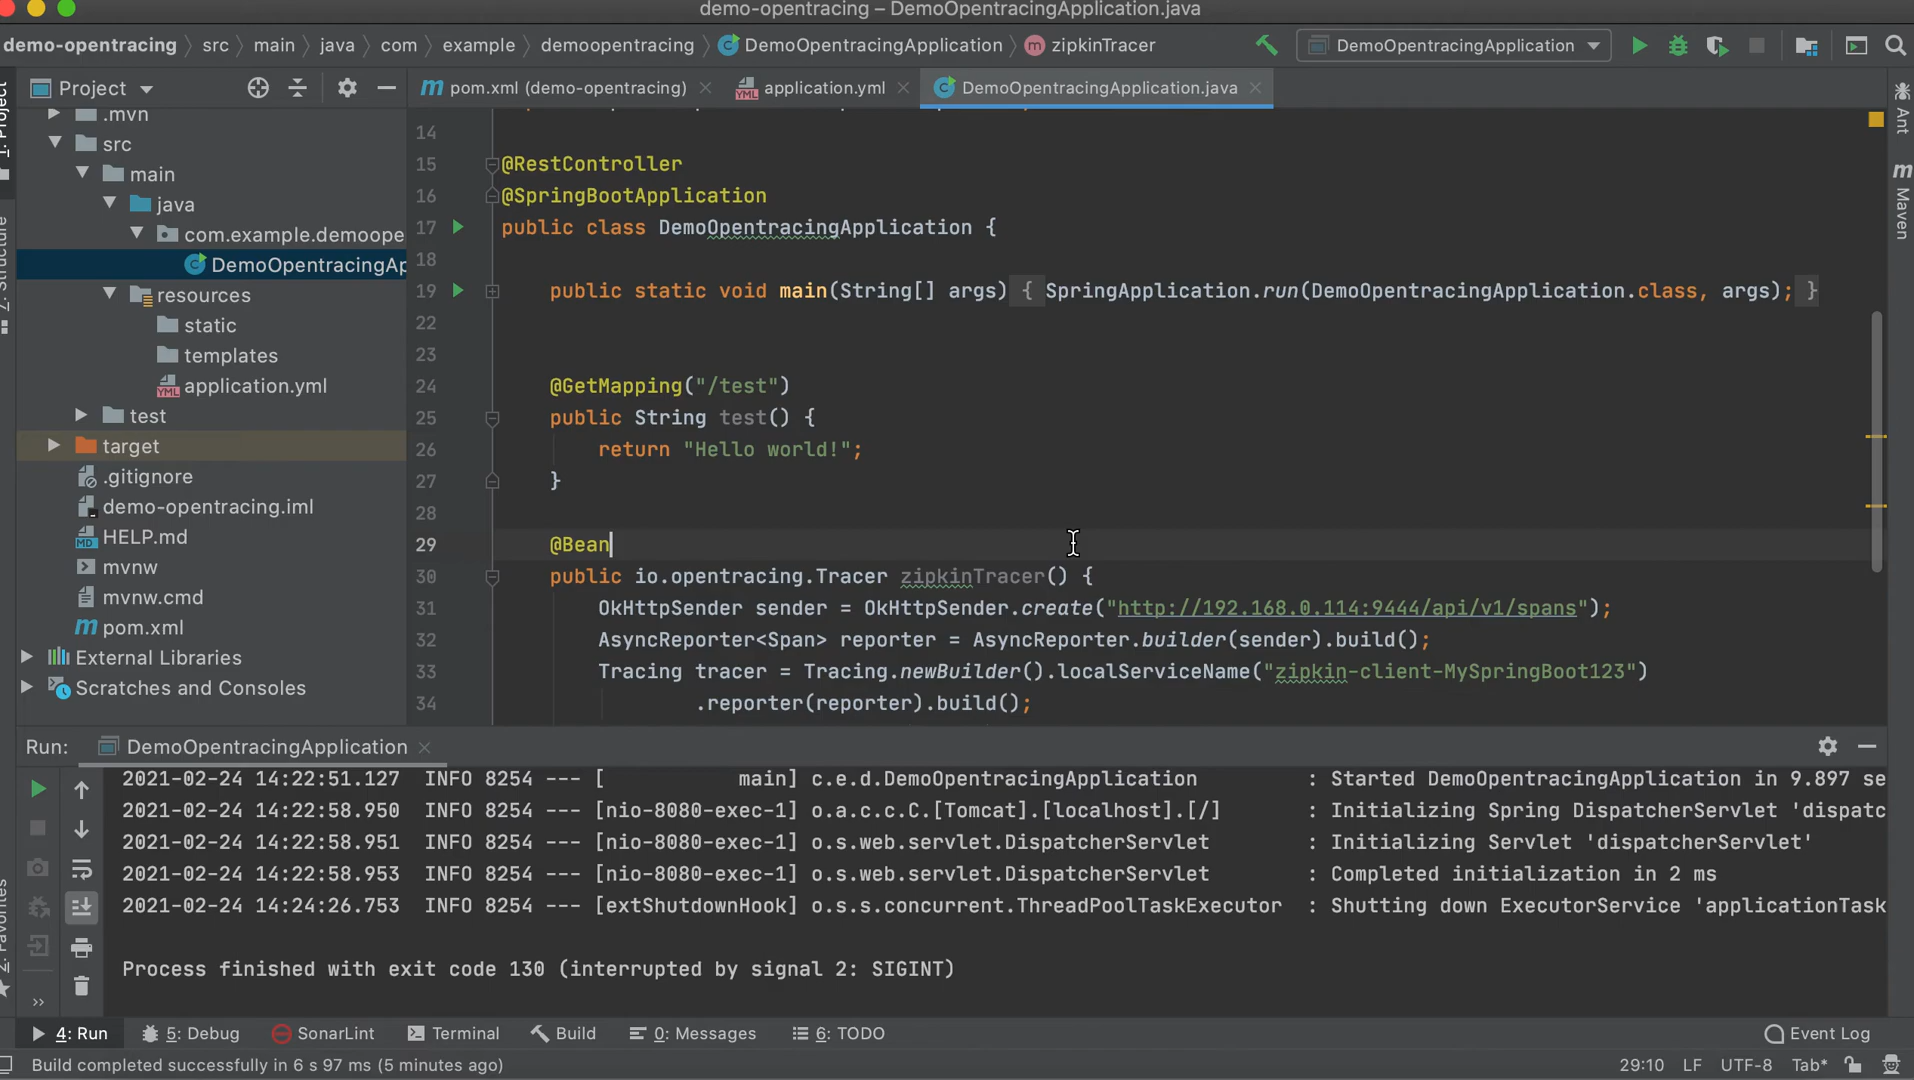 demo-opentracing – DemoOpentracingApplication.java
demo-opentracing src main java com example demoopentracing DemoOpentracingApplication zipkinTracer DemoOpentracingApplication
Project pom.xml (demo-opentracing) application.yml DemoOpentracingApplication.java
.mvn
src
main
java
com.example.demoope
DemoOpentracingAp
resources
static
templates
application.yml
test
target
.gitignore
demo-opentracing.iml
HELP.md
mvnw
mvnw.cmd
pom.xml
External Libraries
Scratches and Consoles
14
15 @RestController
16 @SpringBootApplication
17 public class DemoOpentracingApplication {
18
19 public static void main(String[] args) { SpringApplication.run(DemoOpentracingApplication.class, args); }
22
23
24 @GetMapping("/test")
25 public String test() {
26 return "Hello world!";
27 }
28
29 @Bean
30 public io.opentracing.Tracer zipkinTracer() {
31 OkHttpSender sender = OkHttpSender.create("http://192.168.0.114:9444/api/v1/spans");
32 AsyncReporter<Span> reporter = AsyncReporter.builder(sender).build();
33 Tracing tracer = Tracing.newBuilder().localServiceName("zipkin-client-MySpringBoot123")
34 .reporter(reporter).build();
1: Project
Z: Structure
2: Favorites
Ant
Maven
Run: DemoOpentracingApplication
2021-02-24 14:22:51.127 INFO 8254 --- [ main] c.e.d.DemoOpentracingApplication : Started DemoOpentracingApplication in 9.897 se
2021-02-24 14:22:58.950 INFO 8254 --- [nio-8080-exec-1] o.a.c.c.C.[Tomcat].[localhost].[/] : Initializing Spring DispatcherServlet 'dispatc
2021-02-24 14:22:58.951 INFO 8254 --- [nio-8080-exec-1] o.s.web.servlet.DispatcherServlet : Initializing Servlet 'dispatcherServlet'
2021-02-24 14:22:58.953 INFO 8254 --- [nio-8080-exec-1] o.s.web.servlet.DispatcherServlet : Completed initialization in 2 ms
2021-02-24 14:24:26.753 INFO 8254 --- [extShutdownHook] o.s.s.concurrent.ThreadPoolTaskExecutor : Shutting down ExecutorService 'applicationTask
Process finished with exit code 130 (interrupted by signal 2: SIGINT)
4: Run 5: Debug SonarLint Terminal Build 0: Messages 6: TODO Event Log
Build completed successfully in 6 s 97 ms (5 minutes ago) 29:10 LF UTF-8 Tab*